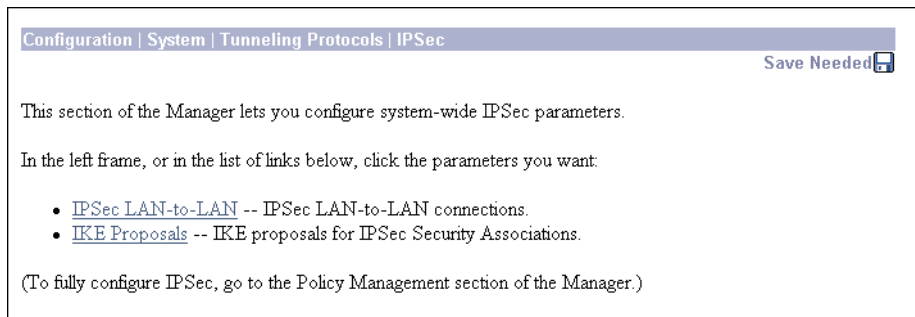 Configuration | System | Tunneling Protocols | IPSec
Save Needed
This section of the Manager lets you configure system-wide IPSec parameters.
In the left frame, or in the list of links below, click the parameters you want:
• IPSec LAN-to-LAN -- IPSec LAN-to-LAN connections.
• IKE Proposals -- IKE proposals for IPSec Security Associations.
(To fully configure IPSec, go to the Policy Management section of the Manager.)